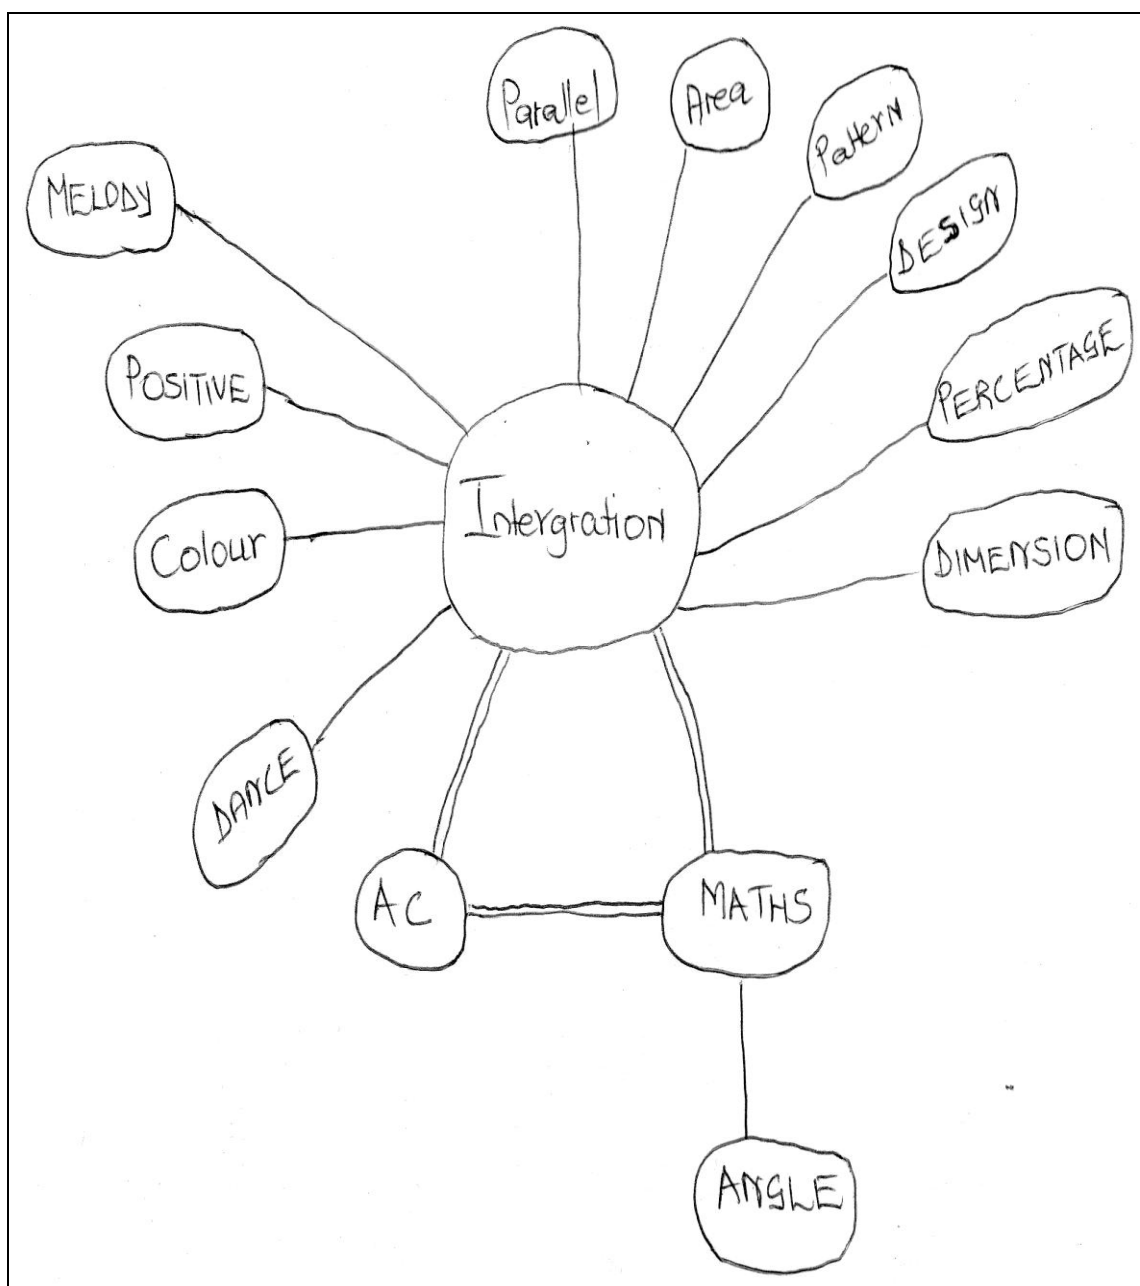 Parallel
Area
Pattern
DESIGN
MELODY
PERCENTAGE
POSITIVE
Intergration
Colour
DIMENSION
DANCE
AC
MATHS
ANGLE